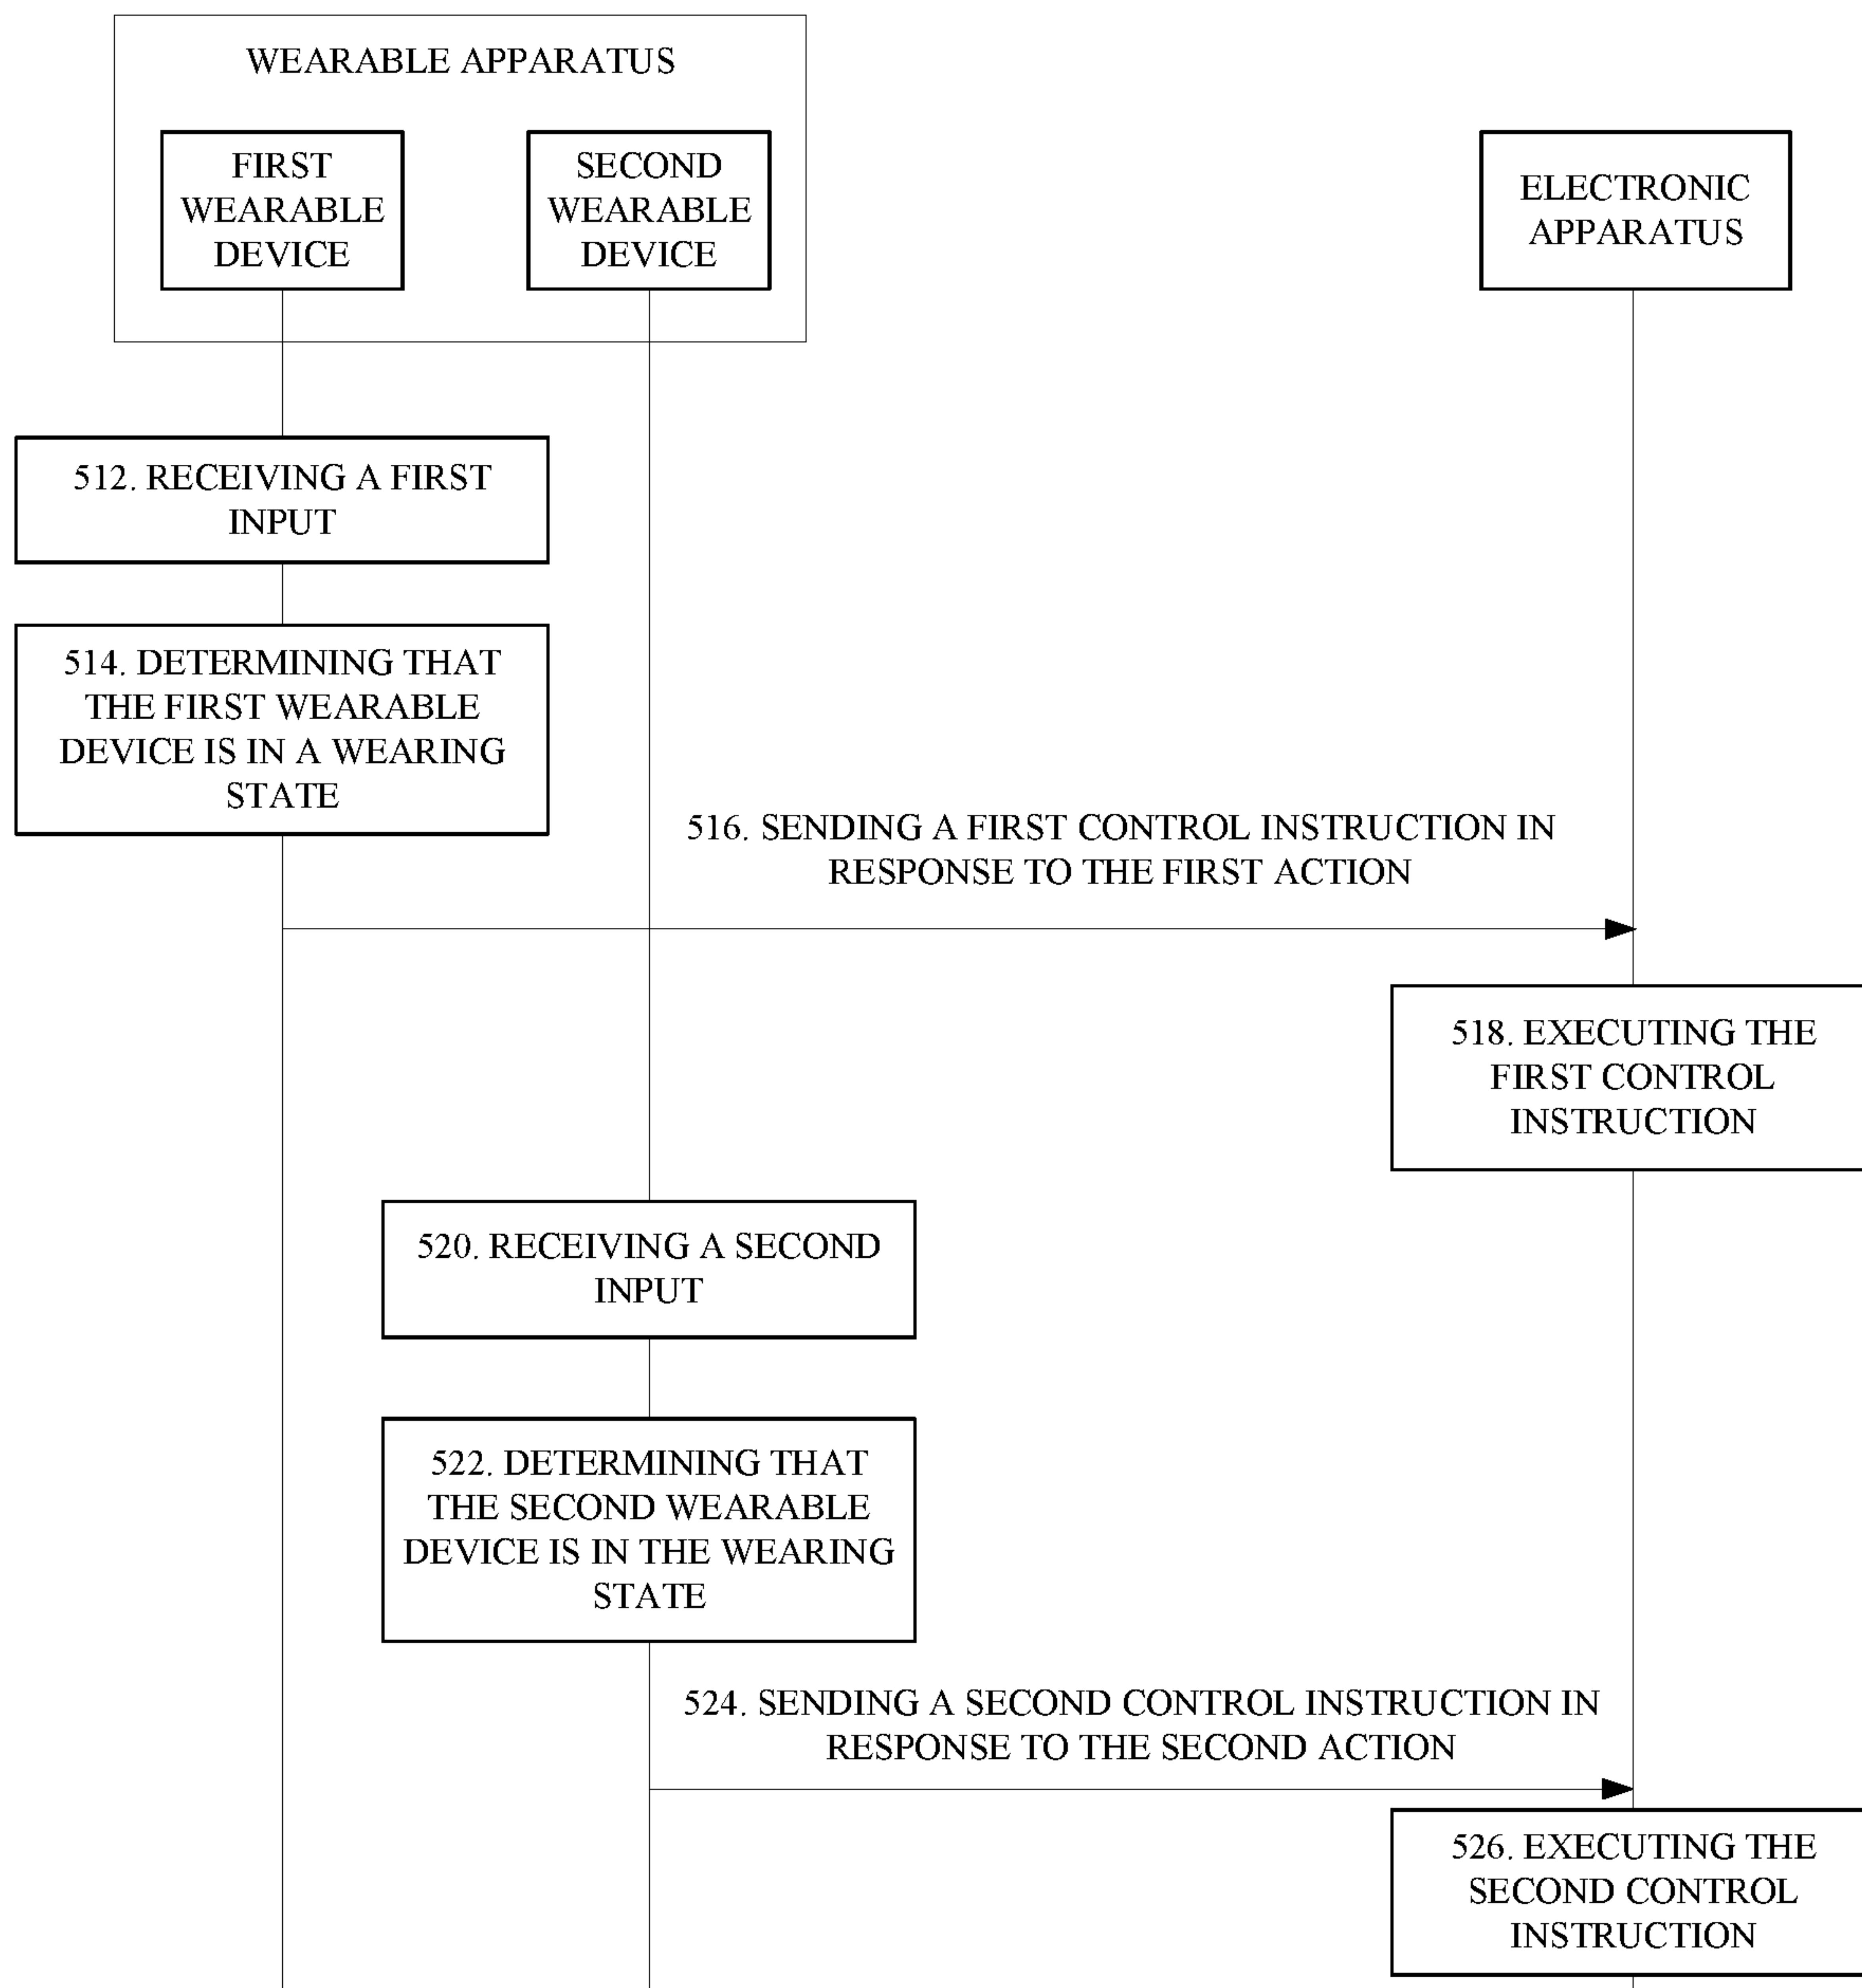 WEARABLE APPARATUS
FIRST
WEARABLE
DEVICE
SECOND
WEARABLE
DEVICE
ELECTRONIC
APPARATUS
512. RECEIVING A FIRST
INPUT
514. DETERMINING THAT
THE FIRST WEARABLE
DEVICE IS IN A WEARING
STATE
516. SENDING A FIRST CONTROL INSTRUCTION IN
RESPONSE TO THE FIRST ACTION
518. EXECUTING THE
FIRST CONTROL
INSTRUCTION
520. RECEIVING A SECOND
INPUT
522. DETERMINING THAT
THE SECOND WEARABLE
DEVICE IS IN THE WEARING
STATE
524. SENDING A SECOND CONTROL INSTRUCTION IN
RESPONSE TO THE SECOND ACTION
526. EXECUTING THE
SECOND CONTROL
INSTRUCTION